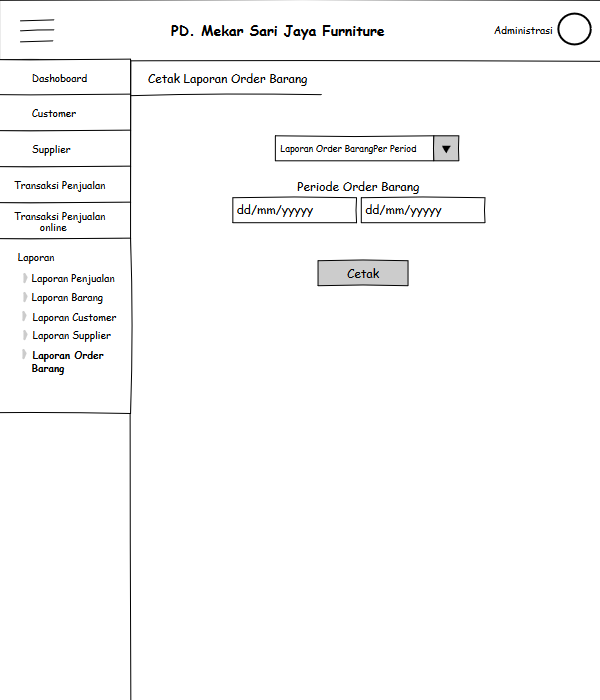 PD. Mekar Sari Jaya Furniture
Administrasi
Dashoboard
Customer
Supplier
Transaksi Penjualan
Transaksi Penjualan
online
Laporan
Laporan Penjualan
Laporan Barang
Laporan Customer
Laporan Supplier
Laporan Order
Barang
Cetak Laporan Order Barang
Laporan Order BarangPer Period
Periode Order Barang
dd/mm/yyyyy dd/mm/yyyyy
Cetak